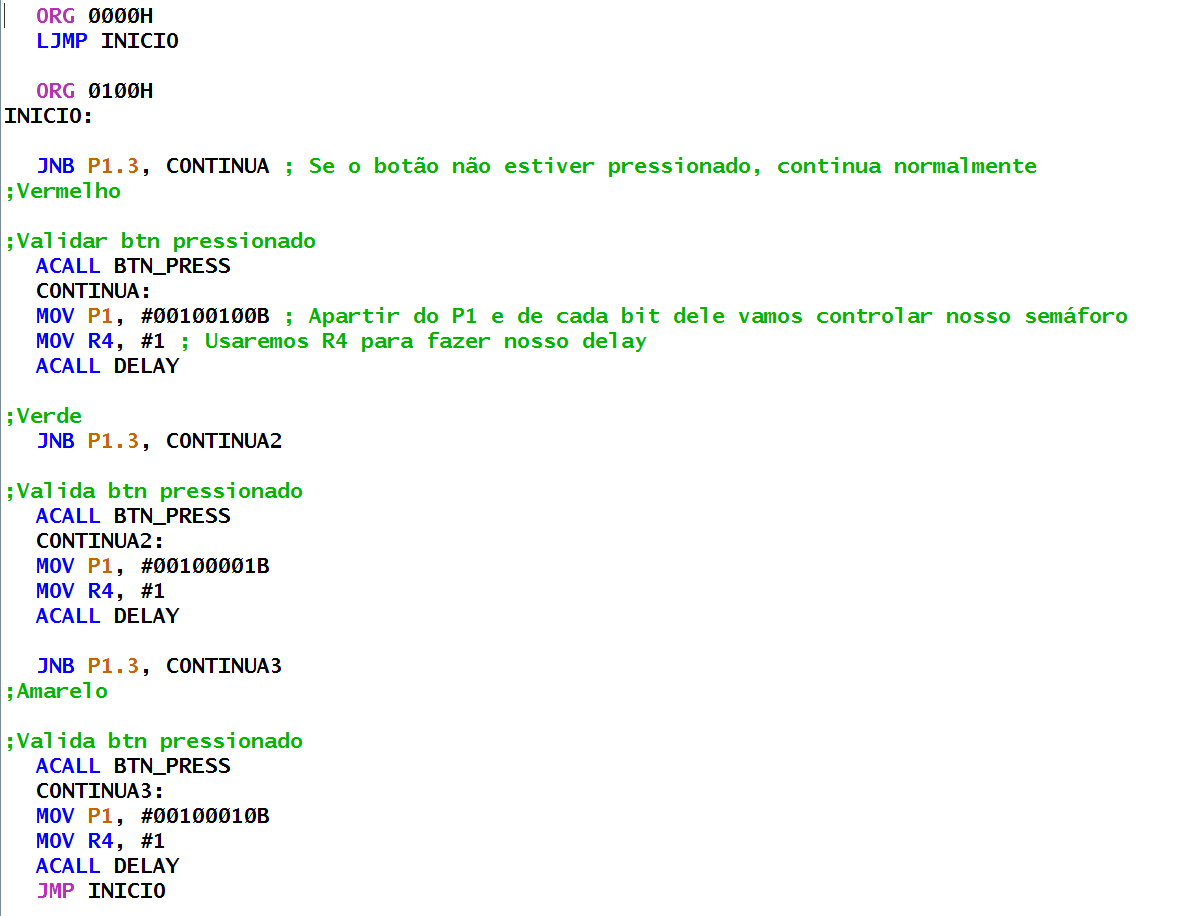 ORG 0000H
LJMP INICIO
ORG 0100H
INICIO:
JNB P1.3, CONTINUA ; Se o botão não estiver pressionado, continua normalmente
;Vermelho
;Validar btn pressionado
ACALL BTN_PRESS
CONTINUA:
MOV P1, #00100100B ; Apartir do P1 e de cada bit dele vamos controlar nosso semáforo
MOV R4, #1 ; Usaremos R4 para fazer nosso delay
ACALL DELAY
;Verde
JNB P1.3, CONTINUA2
;Valida btn pressionado
ACALL BTN_PRESS
CONTINUA2:
MOV P1, #00100001B
MOV R4, #1
ACALL DELAY
JNB P1.3, CONTINUA3
;Amarelo
;Valida btn pressionado
ACALL BTN_PRESS
CONTINUA3:
MOV P1, #00100010B
MOV R4, #1
ACALL DELAY
JMP INICIO